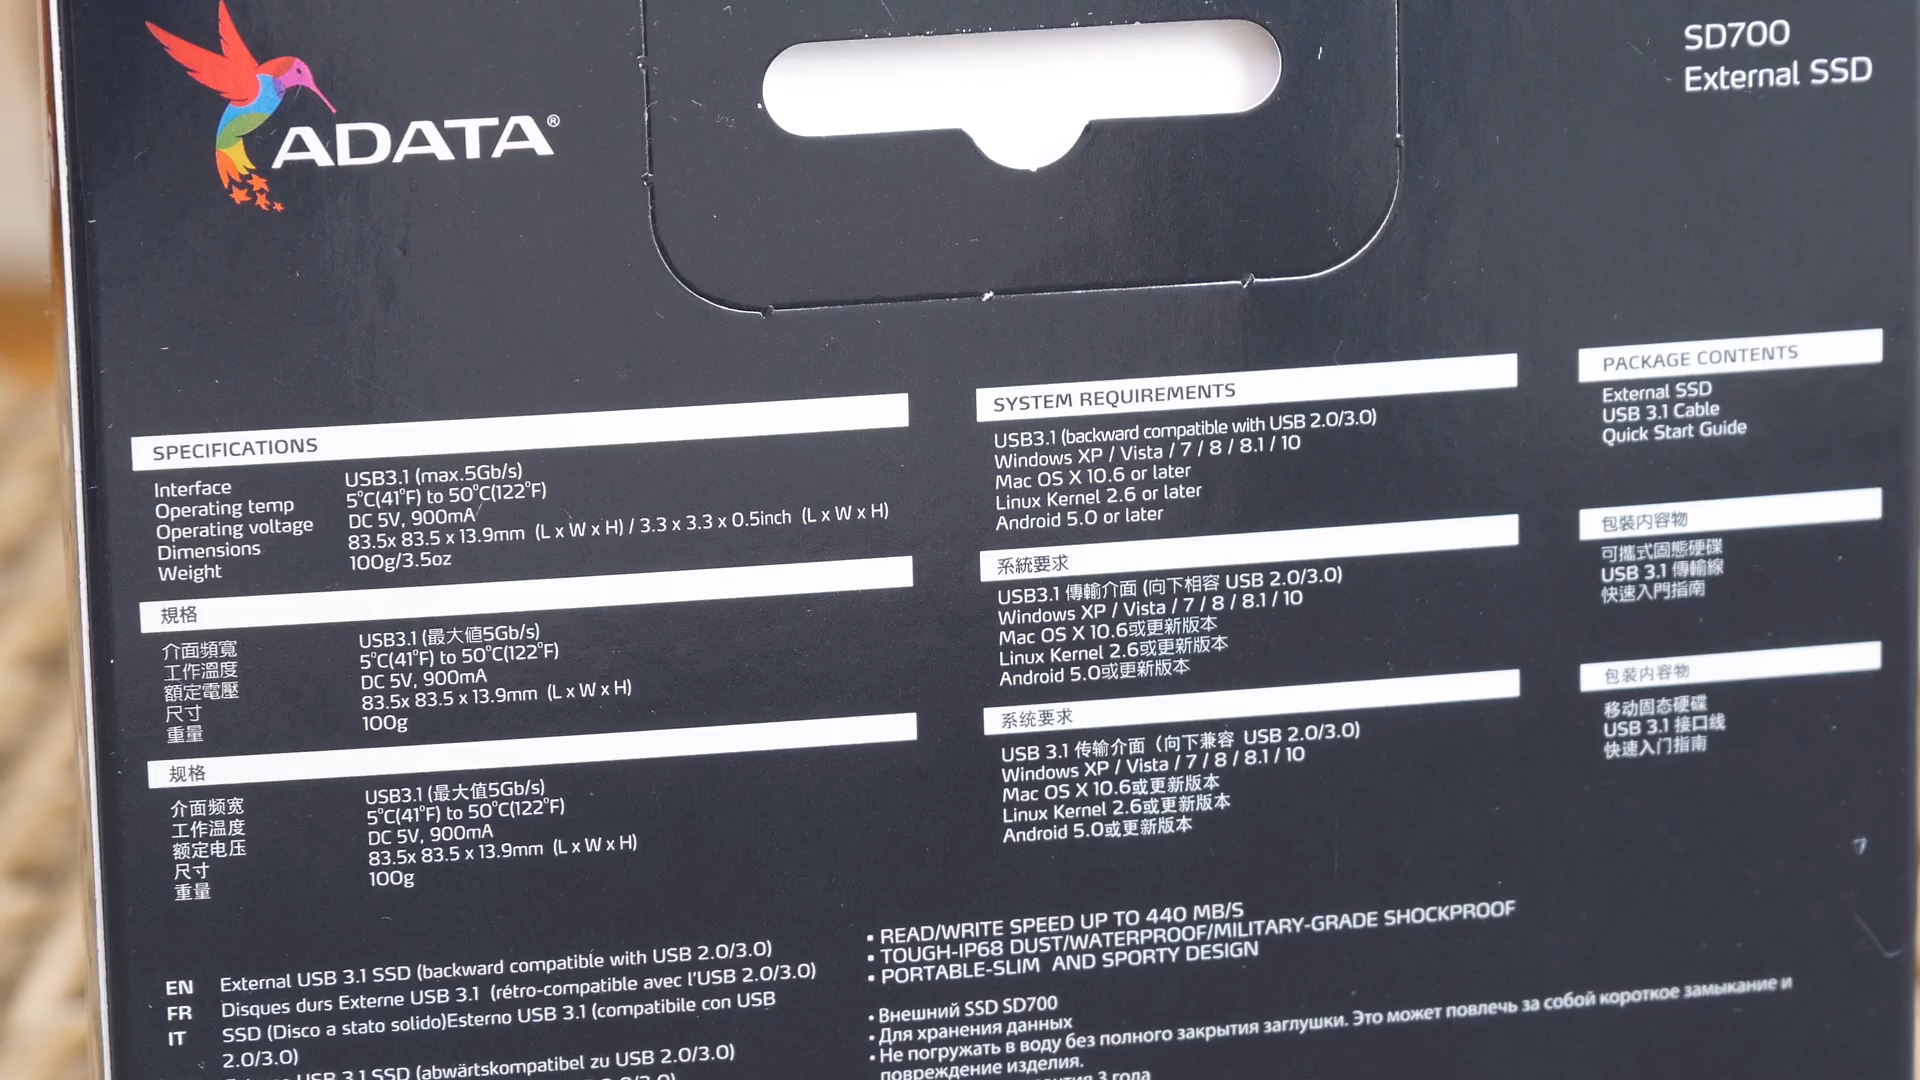 ADATA®
SD700
External SSD
SPECIFICATIONS
Interface USB3.1 (max.5Gb/s)
Operating temp 5°C(41°F) to 50°C(122°F)
Operating voltage DC 5V, 900mA
Dimensions 83.5x 83.5 x 13.9mm (L x W x H) / 3.3 x 3.3 x 0.5inch (L x W x H)
Weight 100g/3.5oz
規格
介面頻寬 USB3.1 (最大值5Gb/s)
工作溫度 5°C(41°F) to 50°C(122°F)
額定電壓 DC 5V, 900mA
尺寸 83.5x 83.5 x 13.9mm (L x W x H)
重量 100g
规格
介面频宽 USB3.1 (最大值5Gb/s)
工作温度 5°C(41°F) to 50°C(122°F)
额定电压 DC 5V, 900mA
尺寸 83.5x 83.5 x 13.9mm (L x W x H)
重量 100g
SYSTEM REQUIREMENTS
USB3.1 (backward compatible with USB 2.0/3.0)
Windows XP / Vista / 7 / 8 / 8.1 / 10
Mac OS X 10.6 or later
Linux Kernel 2.6 or later
Android 5.0 or later
系統要求
USB3.1 傳輸介面 (向下相容 USB 2.0/3.0)
Windows XP / Vista / 7 / 8 / 8.1 / 10
Mac OS X 10.6或更新版本
Linux Kernel 2.6或更新版本
Android 5.0或更新版本
系统要求
USB 3.1 传输介面（向下兼容 USB 2.0/3.0)
Windows XP / Vista / 7 / 8 / 8.1 / 10
Mac OS X 10.6或更新版本
Linux Kernel 2.6或更新版本
Android 5.0或更新版本
PACKAGE CONTENTS
External SSD
USB 3.1 Cable
Quick Start Guide
包裝內容物
可攜式固態硬碟
USB 3.1 傳輸線
快速入門指南
包装内容物
移动固态硬碟
USB 3.1 接口线
快速入门指南
EN External USB 3.1 SSD (backward compatible with USB 2.0/3.0)
FR Disques durs Externe USB 3.1 (rétro-compatible avec l'USB 2.0/3.0)
IT SSD (Disco a stato solido)Esterno USB 3.1 (compatibile con USB
2.0/3.0)
USB 3.1 SSD (abwärtskompatibel zu USB 2.0/3.0)
▪ READ/WRITE SPEED UP TO 440 MB/S
▪ TOUGH-IP68 DUST/WATERPROOF/MILITARY-GRADE SHOCKPROOF
▪ PORTABLE-SLIM AND SPORTY DESIGN
• Внешний SSD SD700
• Для хранения данных
• Не погружать в воду без полного закрытия заглушки. Это может повлечь за собой короткое замыкание и
повреждение изделия.
3 года